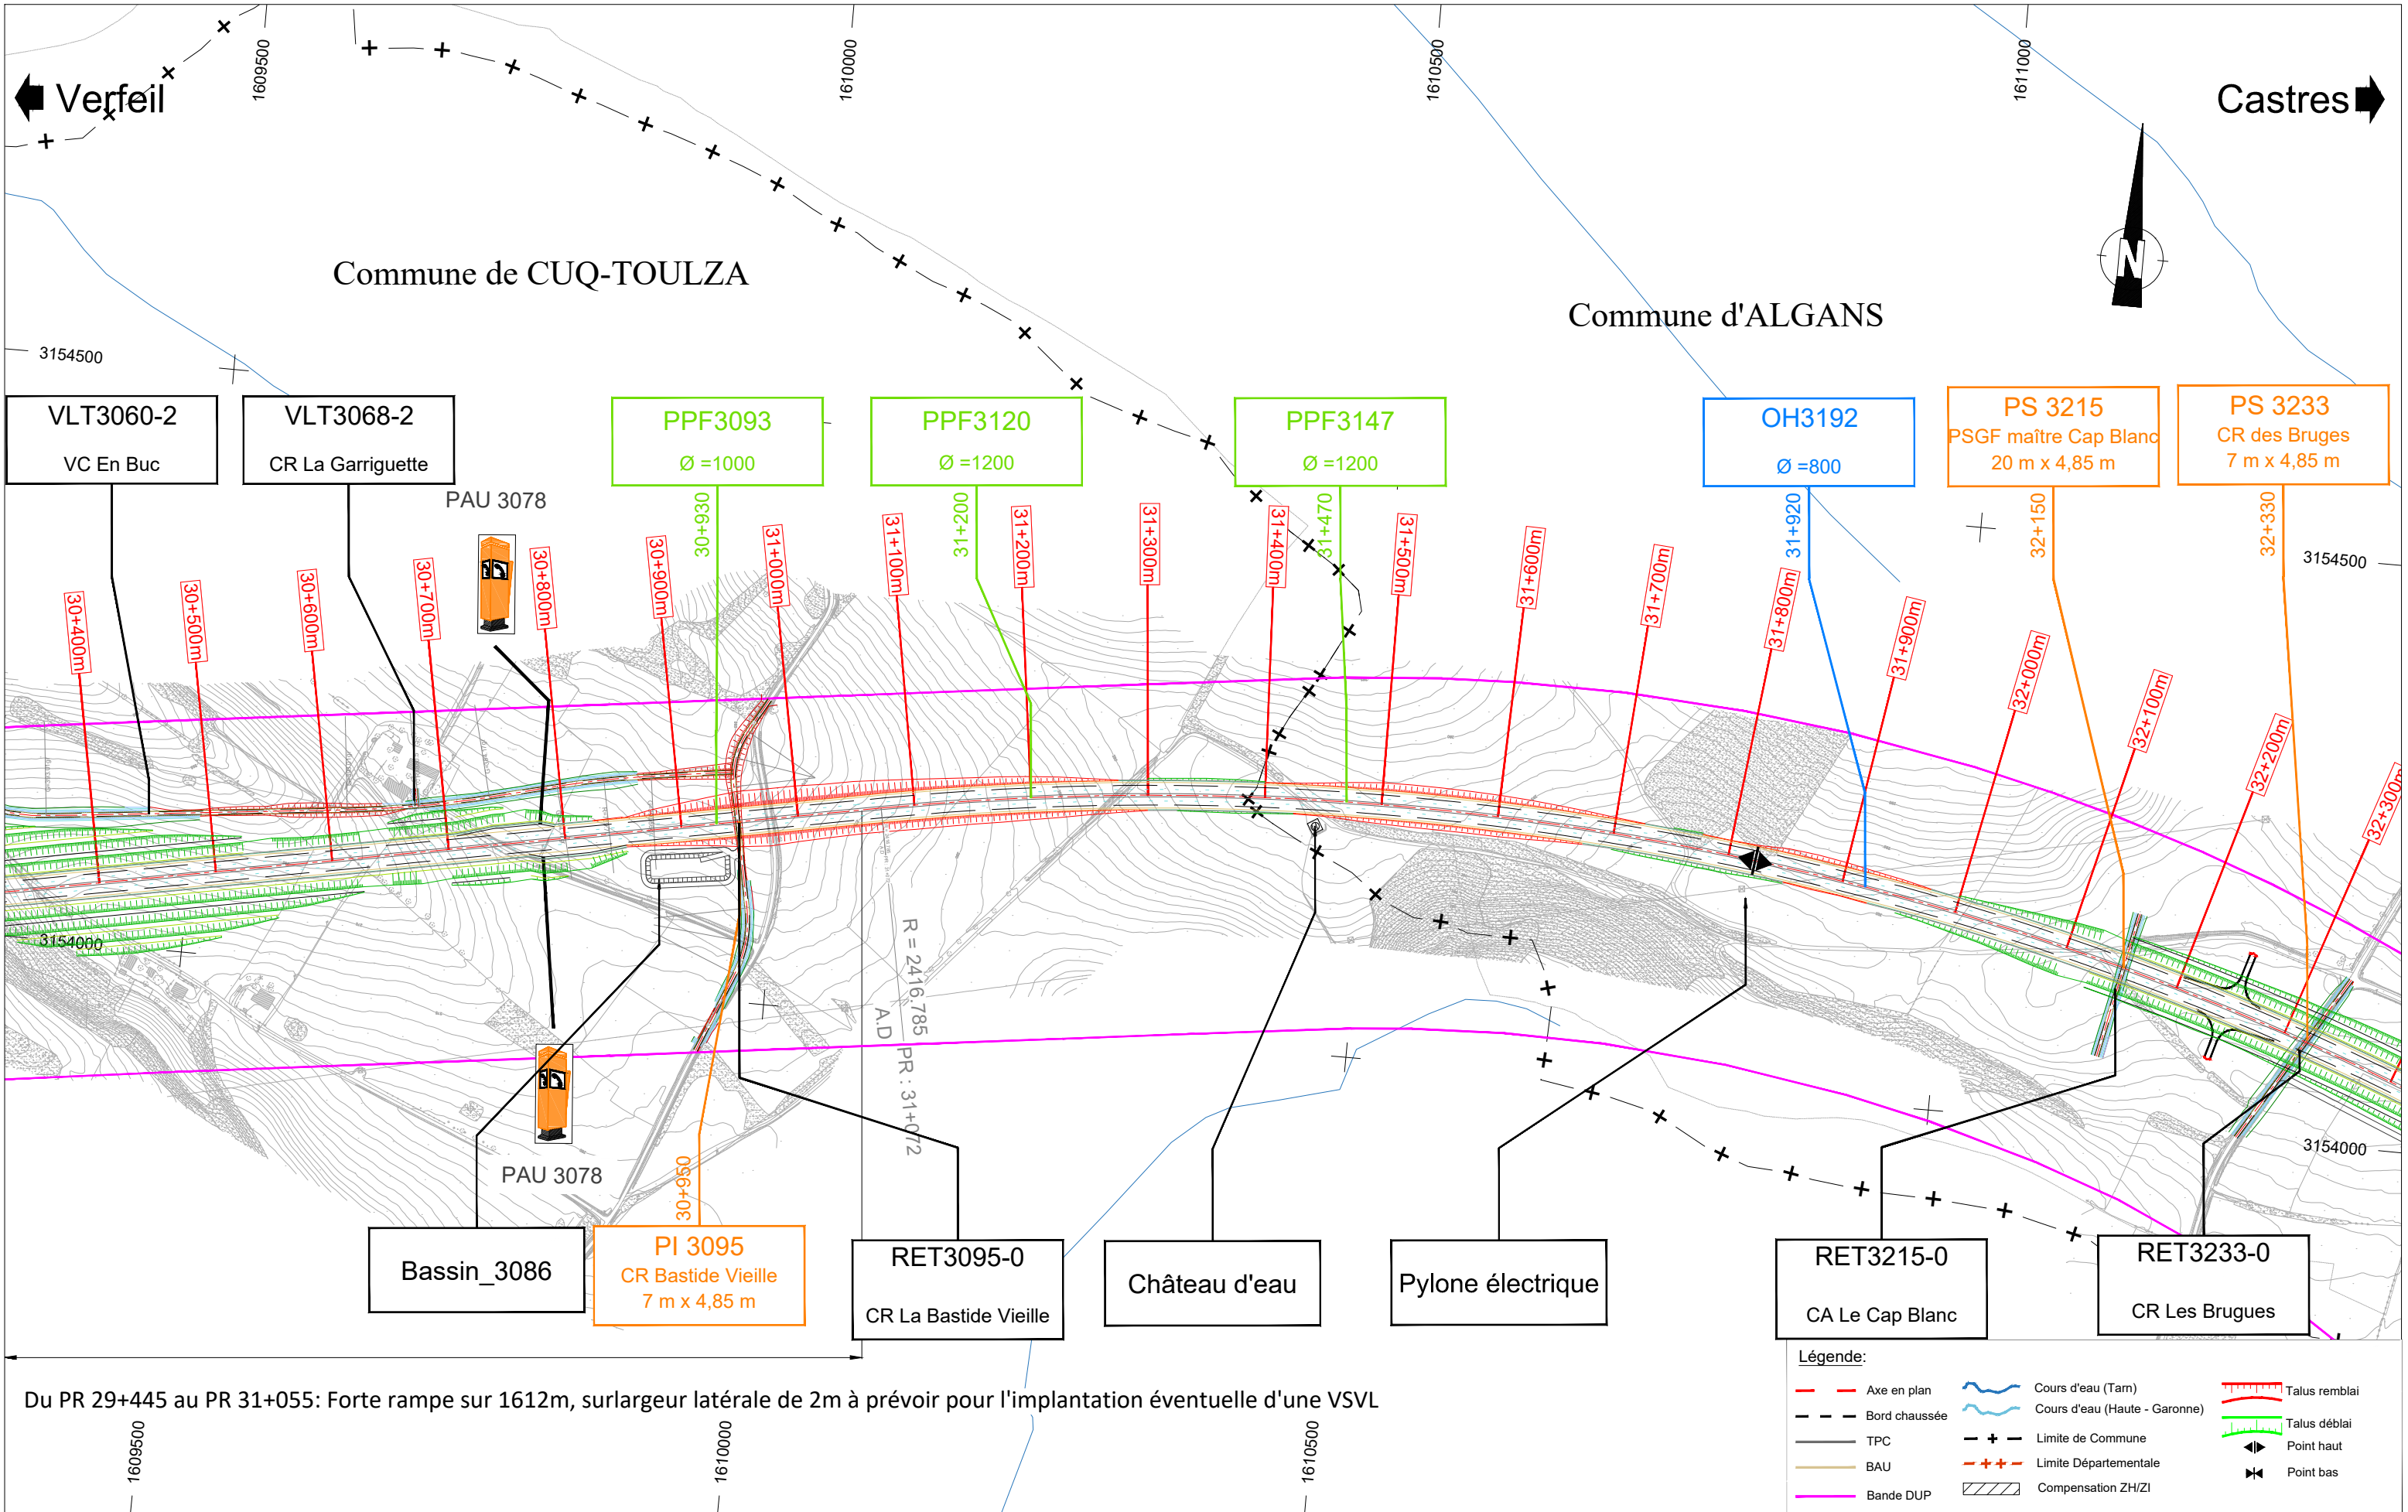 1609500
1610000
1610500
1611000
Verfeil
Castres
N
Commune de CUQ-TOULZA
Commune d'ALGANS
3154500
3154500
VLT3060-2
VC En Buc
VLT3068-2
CR La Garriguette
PAU 3078
PPF3093
Ø =1000
30+930
PPF3120
Ø =1200
31+200
PPF3147
Ø =1200
31+470
OH3192
Ø =800
31+920
PS 3215
PSGF maître Cap Blanc
20 m x 4,85 m
32+150
PS 3233
CR des Bruges
7 m x 4,85 m
32+330
30+400m
30+500m
30+600m
30+700m
30+800m
30+900m
31+000m
31+100m
31+200m
31+300m
31+400m
31+500m
31+600m
31+700m
31+800m
31+900m
32+000m
32+100m
32+200m
32+300m
3154000
3154000
R = 2416.785
A.D
PR : 31+072
PAU 3078
30+950
Bassin_3086
PI 3095
CR Bastide Vieille
7 m x 4,85 m
RET3095-0
CR La Bastide Vieille
Château d'eau
Pylone électrique
RET3215-0
CA Le Cap Blanc
RET3233-0
CR Les Brugues
Du PR 29+445 au PR 31+055: Forte rampe sur 1612m, surlargeur latérale de 2m à prévoir pour l'implantation éventuelle d'une VSVL
1609500
1610000
1610500
Légende:
Axe en plan
Bord chaussée
TPC
BAU
Bande DUP
Cours d'eau (Tarn)
Cours d'eau (Haute - Garonne)
Limite de Commune
Limite Départementale
Compensation ZH/ZI
Talus remblai
Talus déblai
Point haut
Point bas